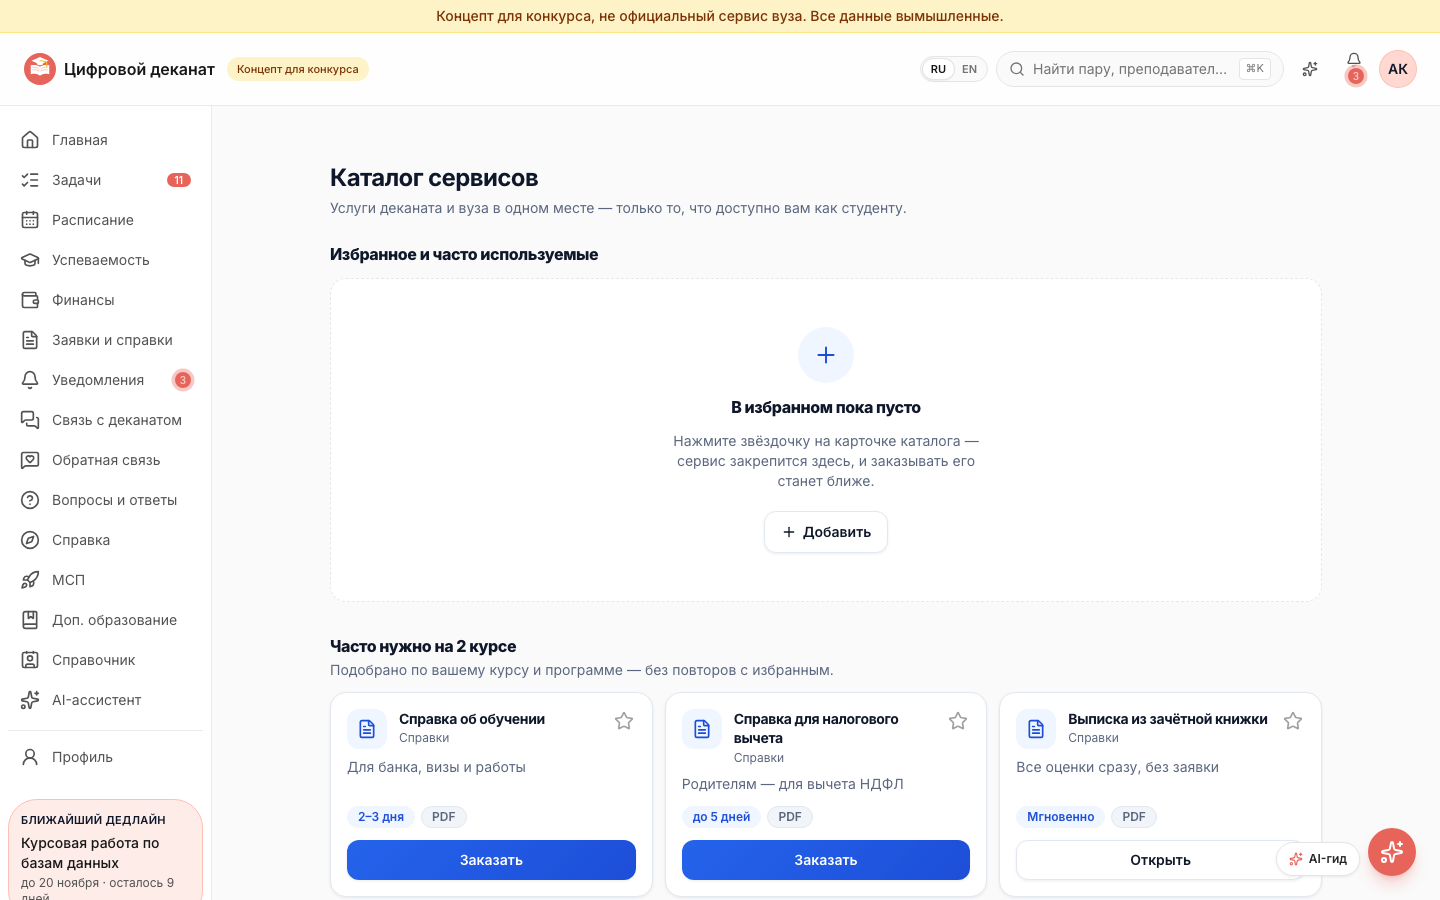 Концепт для конкурса, не официальный сервис вуза. Все данные вымышленные.
Цифровой деканат
Концепт для конкурса
RU EN
Найти пару, преподавател... ⌘K
3
АК
Главная
Задачи 11
Расписание
Успеваемость
Финансы
Заявки и справки
Уведомления 3
Связь с деканатом
Обратная связь
Вопросы и ответы
Справка
МСП
Доп. образование
Справочник
AI-ассистент
Профиль
БЛИЖАЙШИЙ ДЕДЛАЙН
Курсовая работа по
базам данных
до 20 ноября · осталось 9
дней
Каталог сервисов
Услуги деканата и вуза в одном месте — только то, что доступно вам как студенту.
Избранное и часто используемые
В избранном пока пусто
Нажмите звёздочку на карточке каталога —
сервис закрепится здесь, и заказывать его
станет ближе.
Добавить
Часто нужно на 2 курсе
Подобрано по вашему курсу и программе — без повторов с избранным.
Справка об обучении
Справки
Для банка, визы и работы
2–3 дня PDF
Заказать
Справка для налогового
вычета
Справки
Родителям — для вычета НДФЛ
до 5 дней PDF
Заказать
Выписка из зачётной книжки
Справки
Все оценки сразу, без заявки
Мгновенно PDF
Открыть
AI-гид